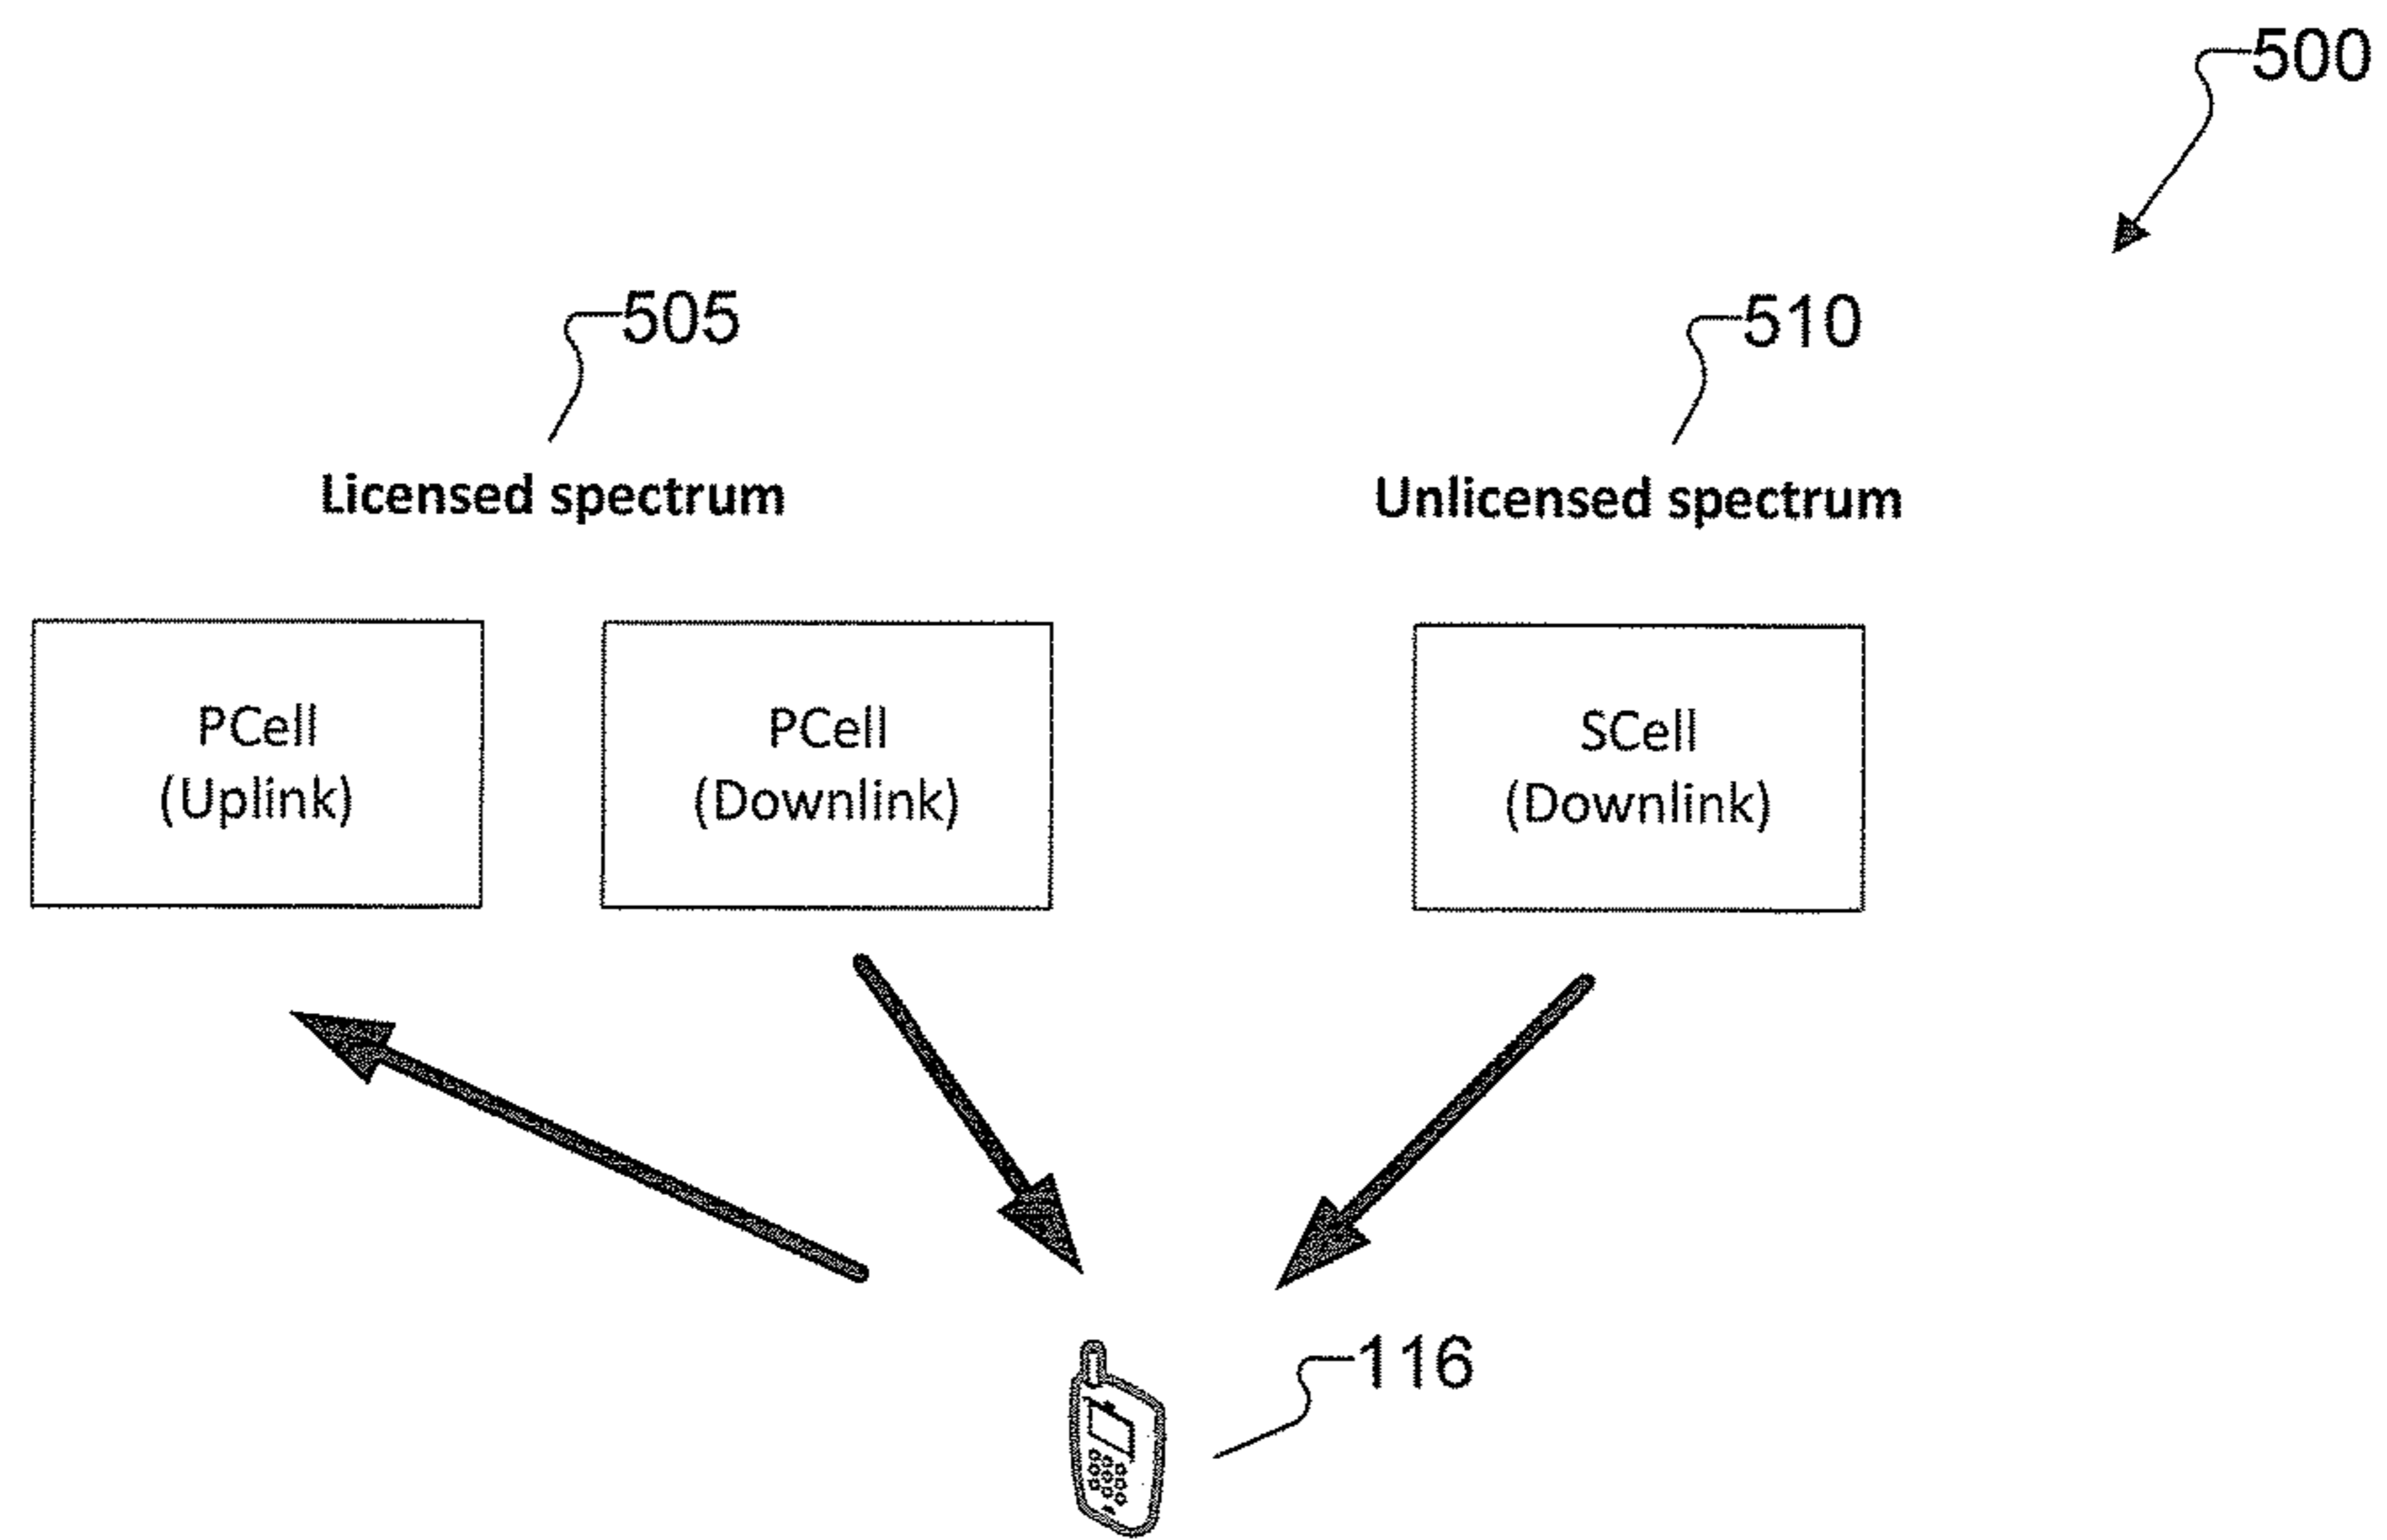 500
505
510
Licensed spectrum
Unlicensed spectrum
PCell
(Uplink)
PCell
(Downlink)
SCell
(Downlink)
116